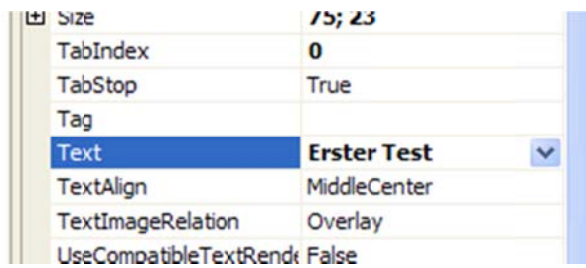 Size 75; 23
TabIndex 0
TabStop True
Tag
Text Erster Test
TextAlign MiddleCenter
TextImageRelation Overlay
UseCompatibleTextRende False